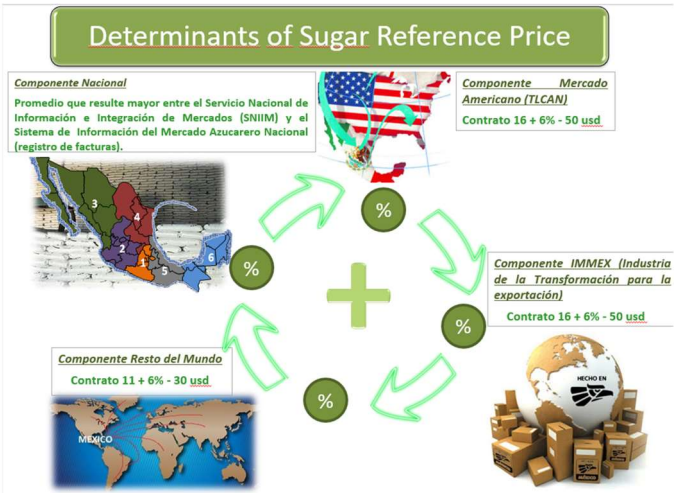 Determinants of Sugar Reference Price
Componente Nacional
Promedio que resulte mayor entre el Servicio Nacional de
Información e Integración de Mercados (SNIIM) y el
Sistema de Información del Mercado Azucarero Nacional
(registro de facturas).
Componente Mercado
Americano (TLCAN)
Contrato 16 + 6% - 50 usd
3
4
2
1
5
6
%
%
%
%
Componente IMMEX (Industria
de la Transformación para la
exportación)
Contrato 16 + 6% - 50 usd
Componente Resto del Mundo
Contrato 11 + 6% - 30 usd
MEXICO
HECHO EN
MÉXICO